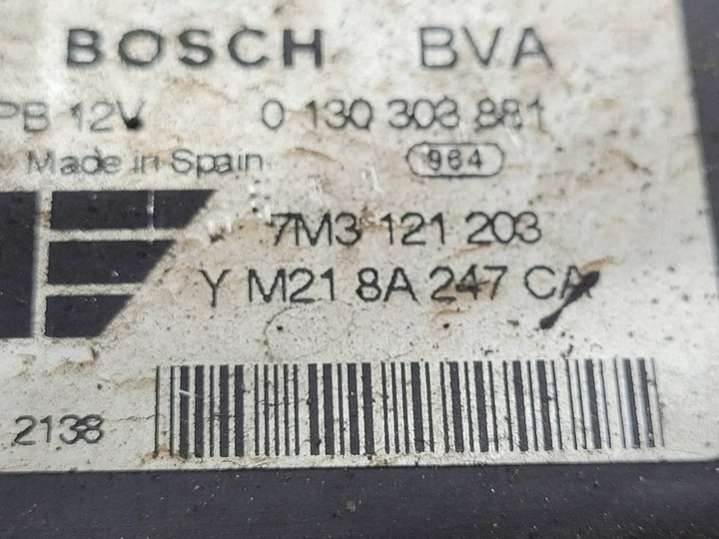 BOSCH BVA
PB 12V 0 130 303 881
Made in Spain 964
7M3 121 203
Y M21 8A 247 CA
2138